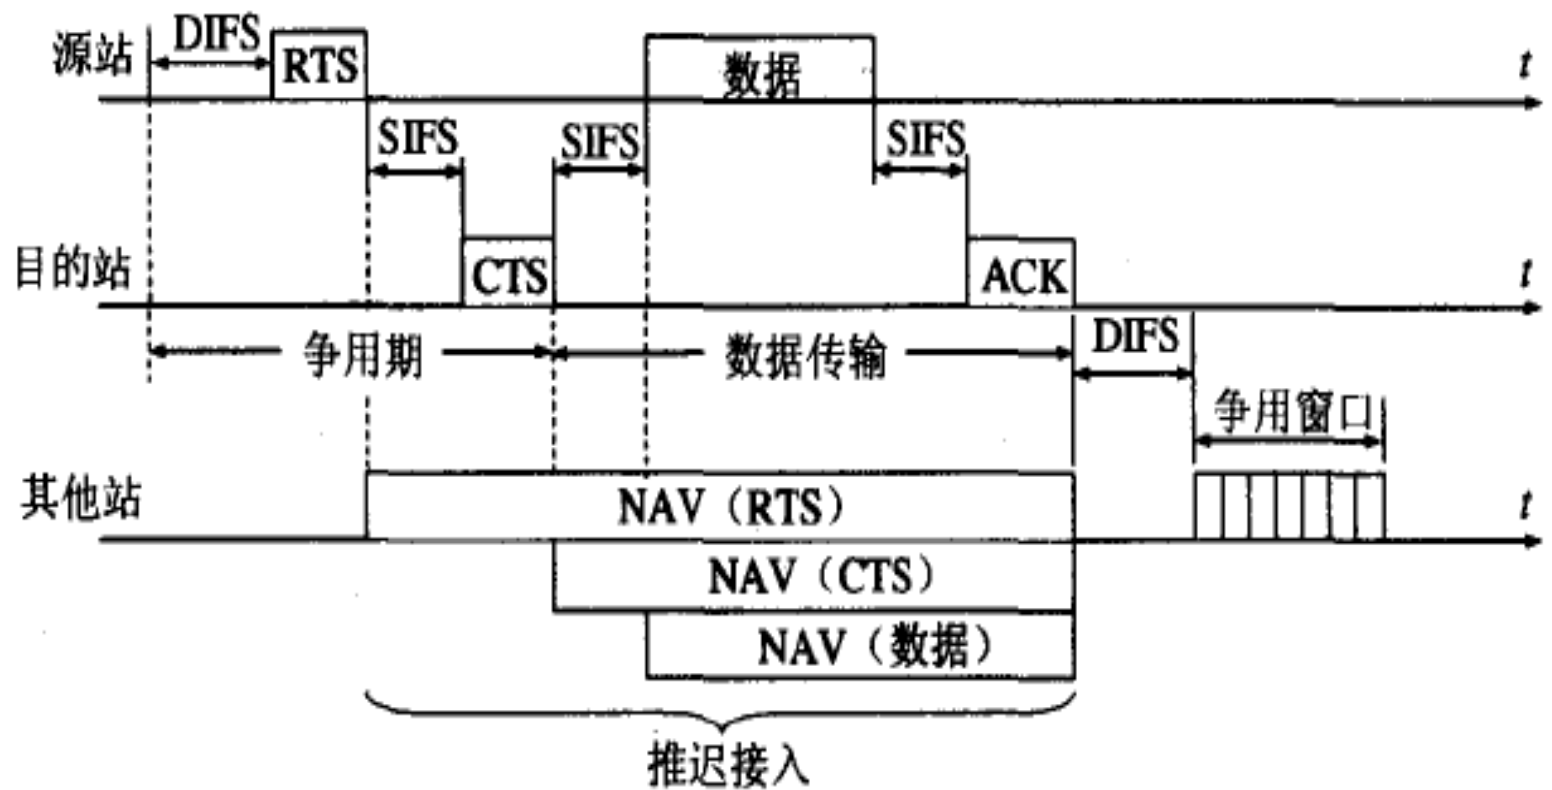 源站
DIFS
RTS
数据
t
SIFS
SIFS
SIFS
目的站
CTS
ACK
t
争用期
数据传输
DIFS
争用窗口
其他站
NAV（RTS）
t
NAV（CTS）
NAV（数据）
推迟接入